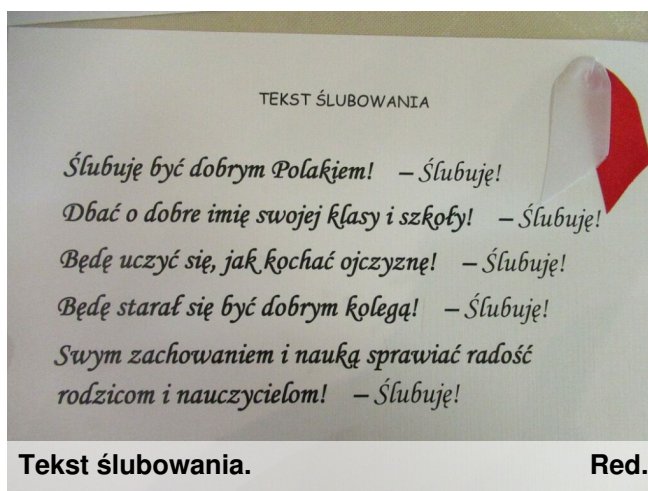 TEKST ŚLUBOWANIA
Ślubuję być dobrym Polakiem! – Ślubuję!
Dbać o dobre imię swojej klasy i szkoły! – Ślubuję!
Będę uczyć się, jak kochać ojczyznę! – Ślubuję!
Będę starał się być dobrym kolegą! – Ślubuję!
Swym zachowaniem i nauką sprawiać radość
rodzicom i nauczycielom! – Ślubuję!
Tekst ślubowania. Red.